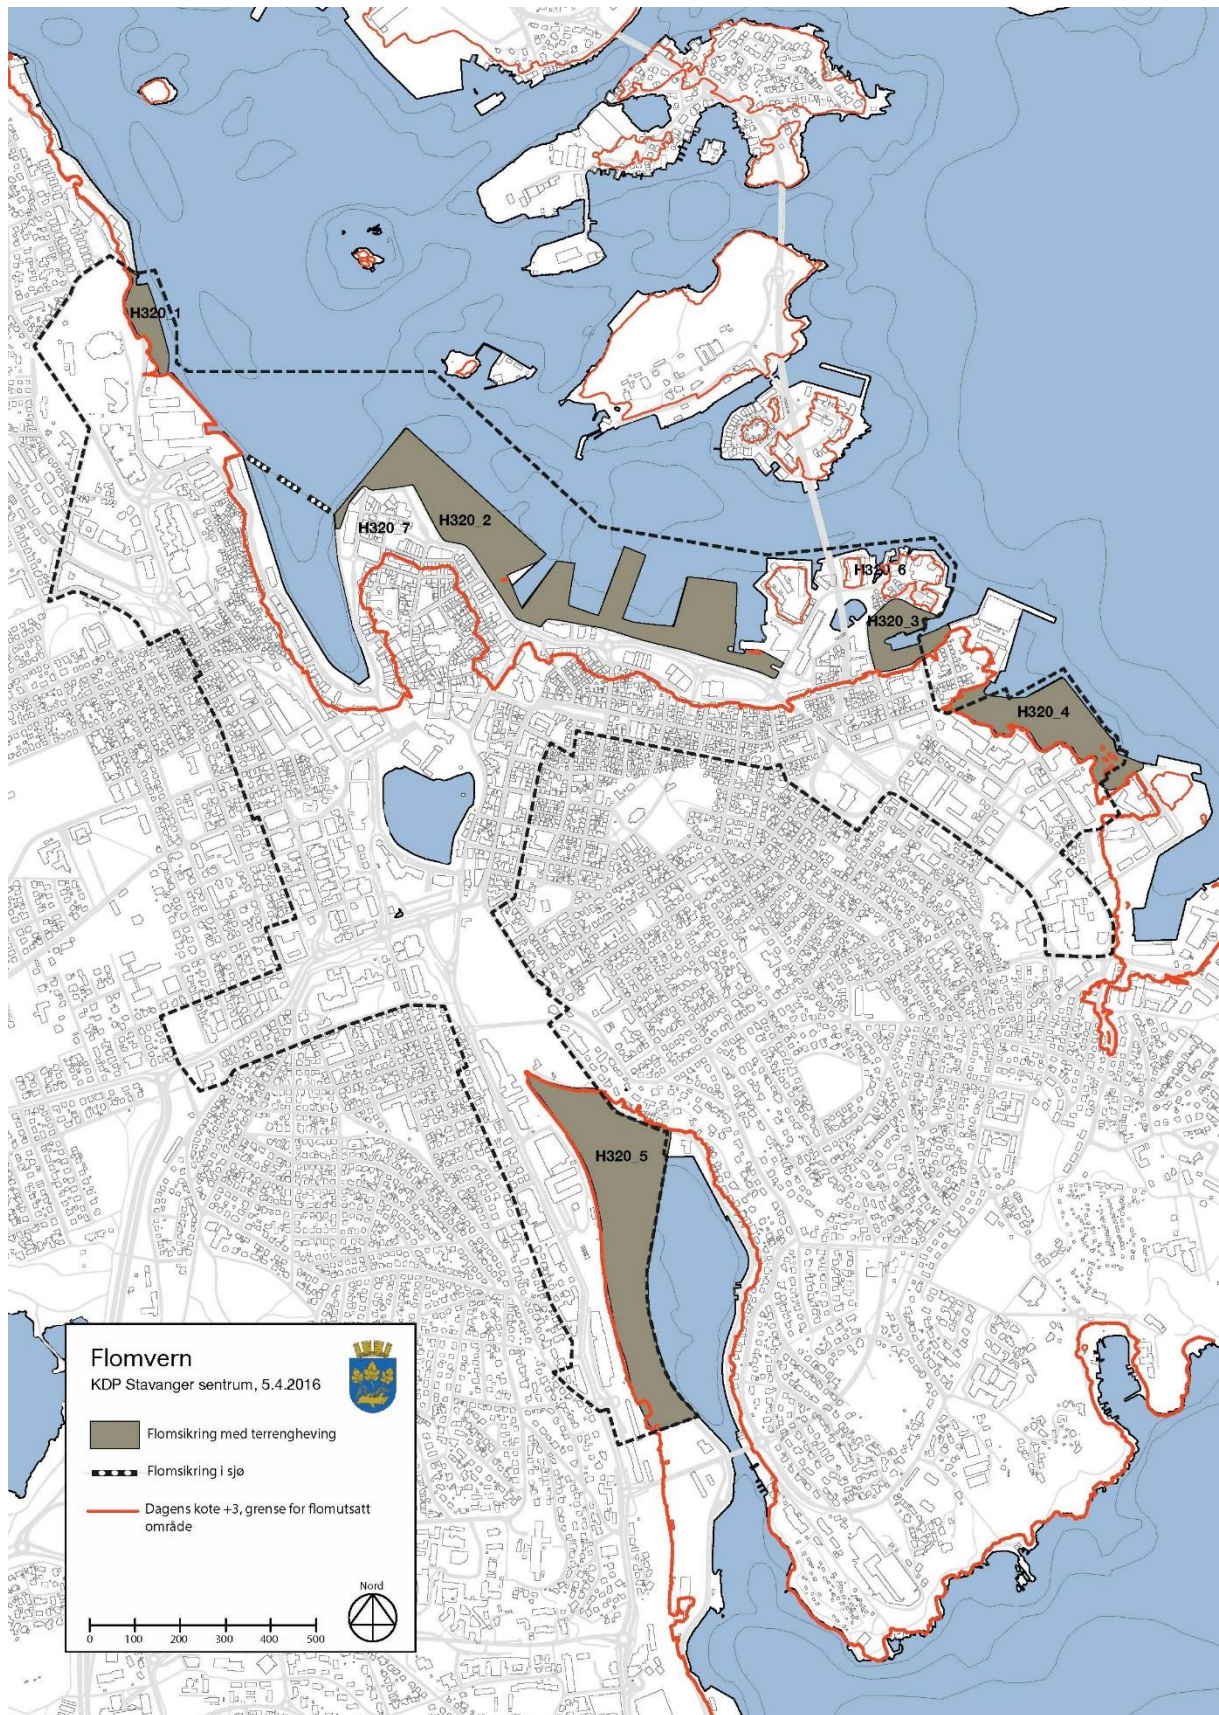 H320_1
H320_2
H320_7
H320_6
H320_3
H320_4
H320_5
Flomvern
KDP Stavanger sentrum, 5.4.2016
Flomsikring med terrengheving
Flomsikring i sjø
Dagens kote +3, grense for flomutsatt
område
Nord
0 100 200 300 400 500